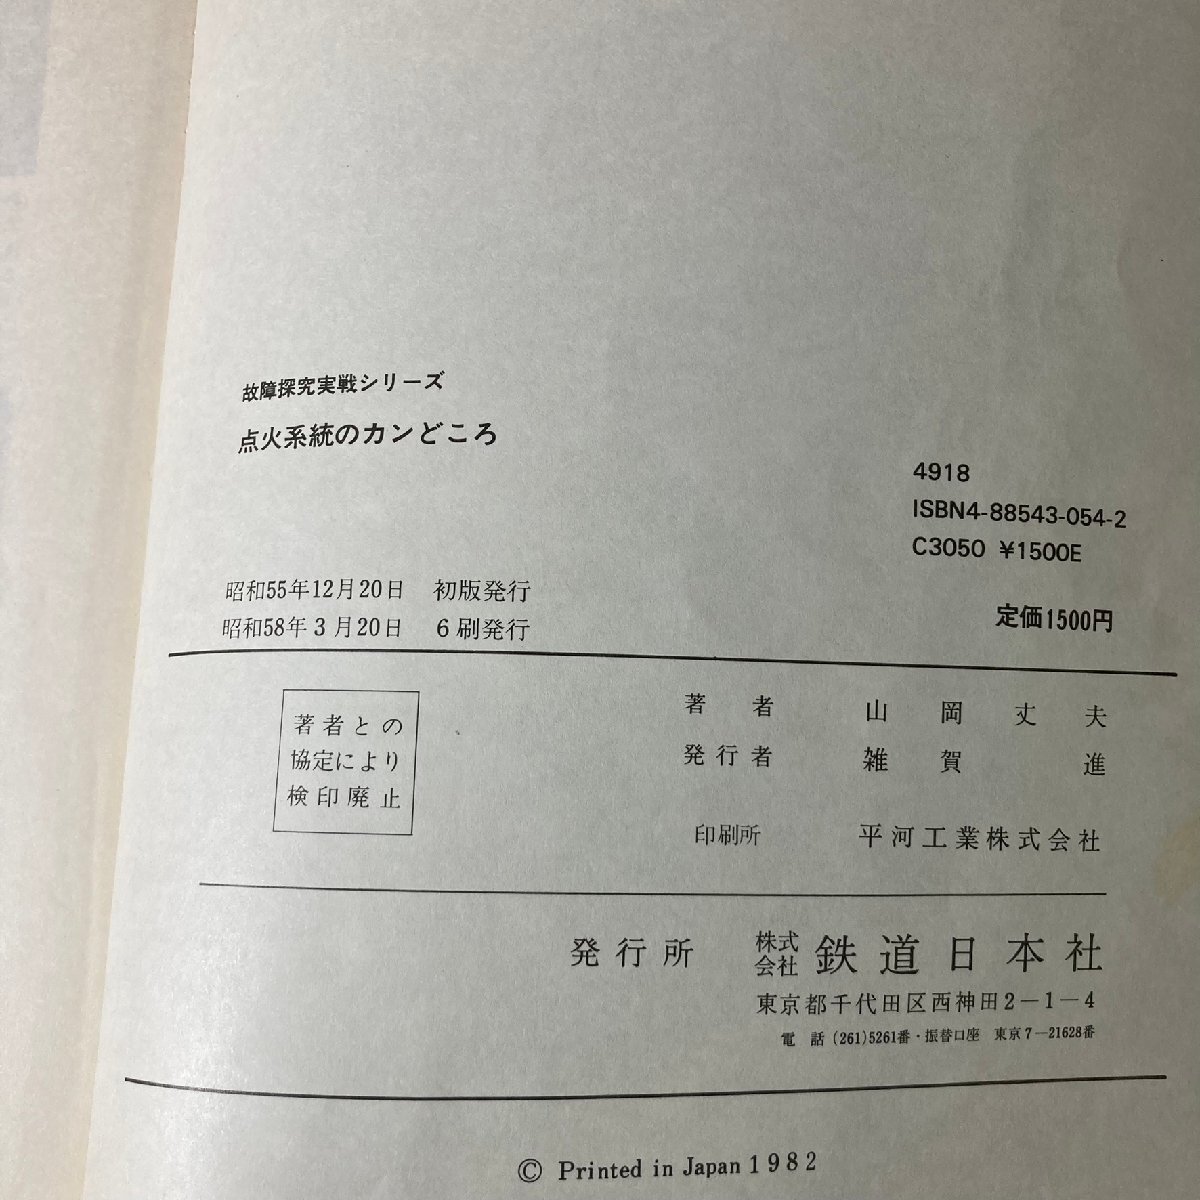 故障探究実戦シリーズ
点火系統のカンどころ
4918
ISBN4-88543-054-2
C3050 ¥1500E
定価1500円
昭和55年12月20日 初版発行
昭和58年3月20日 6刷発行
著者との
協定により
検印廃止
著者 山岡丈夫
発行者 雑賀進
印刷所 平河工業株式会社
発行所 株式会社 鉄道日本社
東京都千代田区西神田2-1-4
電話 (261)5261番・振替口座 東京7-21628番
© Printed in Japan 1982